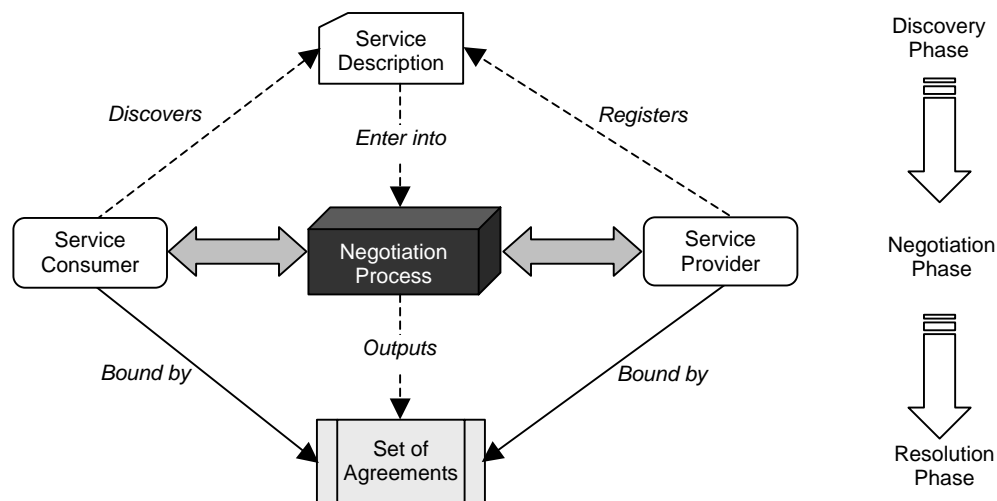 Service
Description
Discovery
Phase
Discovers
Enter into
Registers
Service
Consumer
Negotiation
Process
Service
Provider
Negotiation
Phase
Bound by
Outputs
Bound by
Set of
Agreements
Resolution
Phase